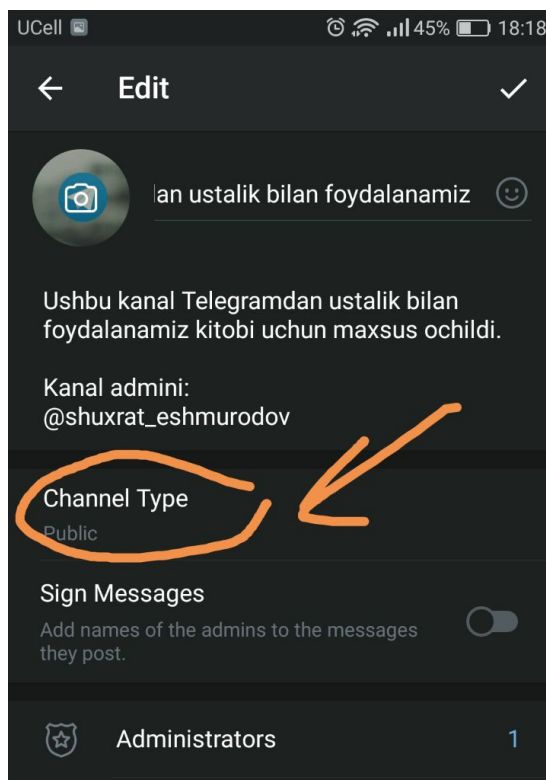 UCell 45% 18:18
Edit
lan ustalik bilan foydalanamiz
Ushbu kanal Telegramdan ustalik bilan
foydalanamiz kitobi uchun maxsus ochildi.
Kanal admini:
@shuxrat_eshmurodov
Channel Type
Public
Sign Messages
Add names of the admins to the messages
they post.
Administrators 1